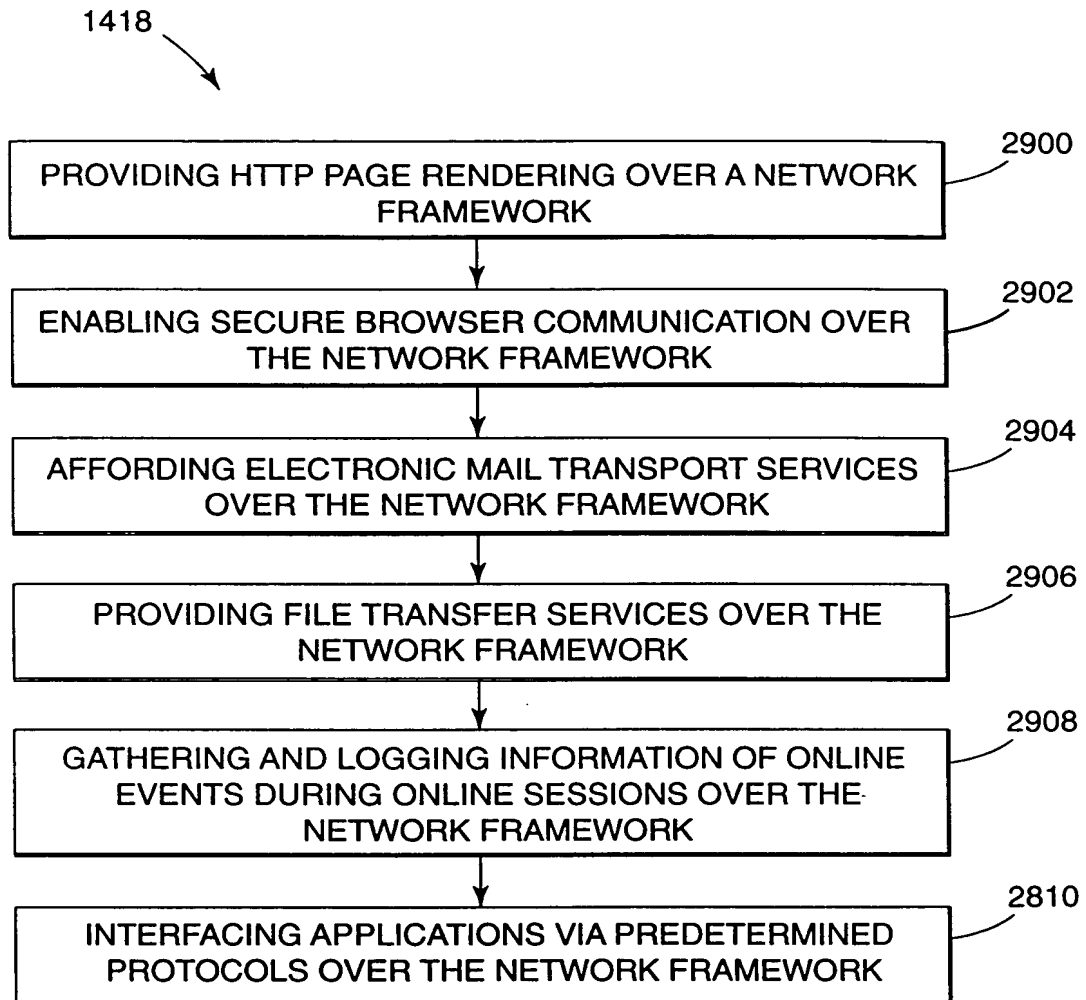 1418
2900
PROVIDING HTTP PAGE RENDERING OVER A NETWORK
FRAMEWORK
2902
ENABLING SECURE BROWSER COMMUNICATION OVER
THE NETWORK FRAMEWORK
2904
AFFORDING ELECTRONIC MAIL TRANSPORT SERVICES
OVER THE NETWORK FRAMEWORK
2906
PROVIDING FILE TRANSFER SERVICES OVER THE
NETWORK FRAMEWORK
2908
GATHERING AND LOGGING INFORMATION OF ONLINE
EVENTS DURING ONLINE SESSIONS OVER THE
NETWORK FRAMEWORK
2810
INTERFACING APPLICATIONS VIA PREDETERMINED
PROTOCOLS OVER THE NETWORK FRAMEWORK